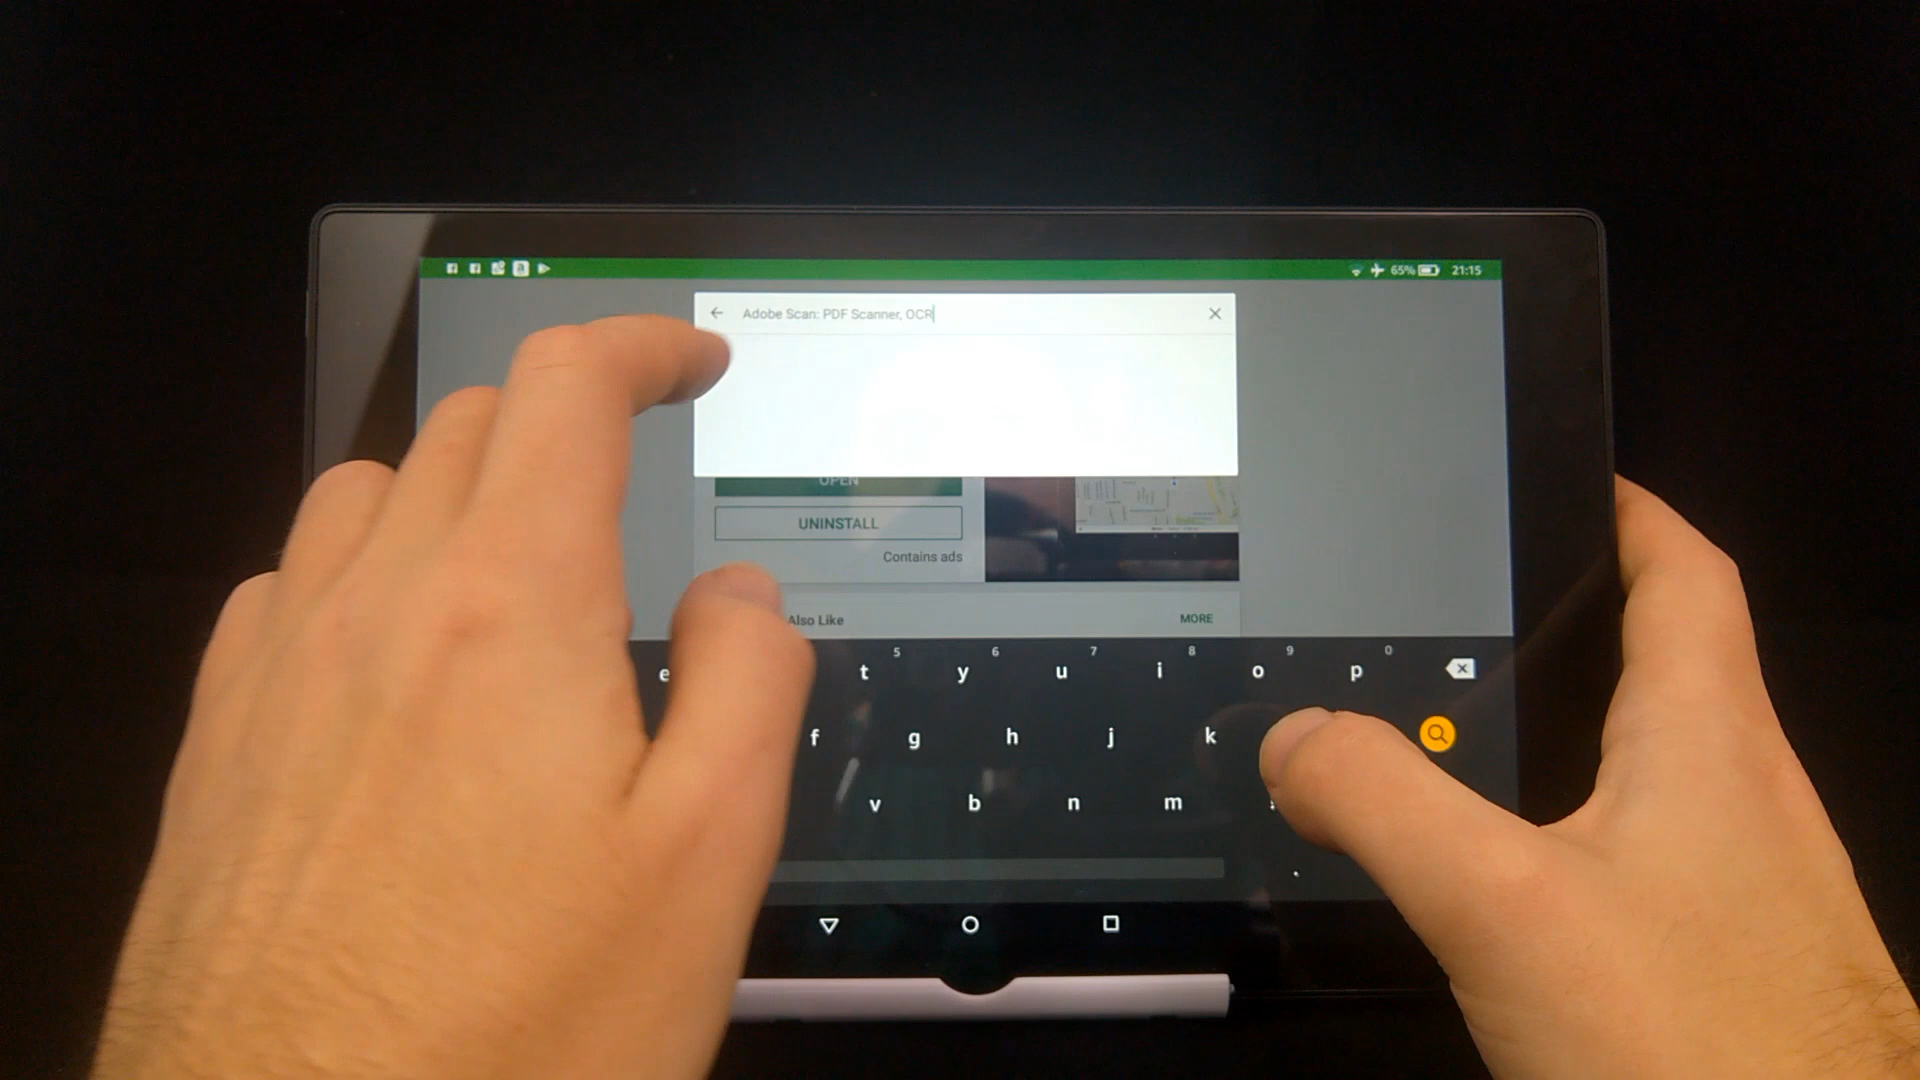 65% 21:15
Adobe Scan: PDF Scanner, OCR
OPEN
UNINSTALL
Contains ads
Also Like MORE
5 6 7 8 9 0
e t y u i o p
f g h j k
v b n m
.